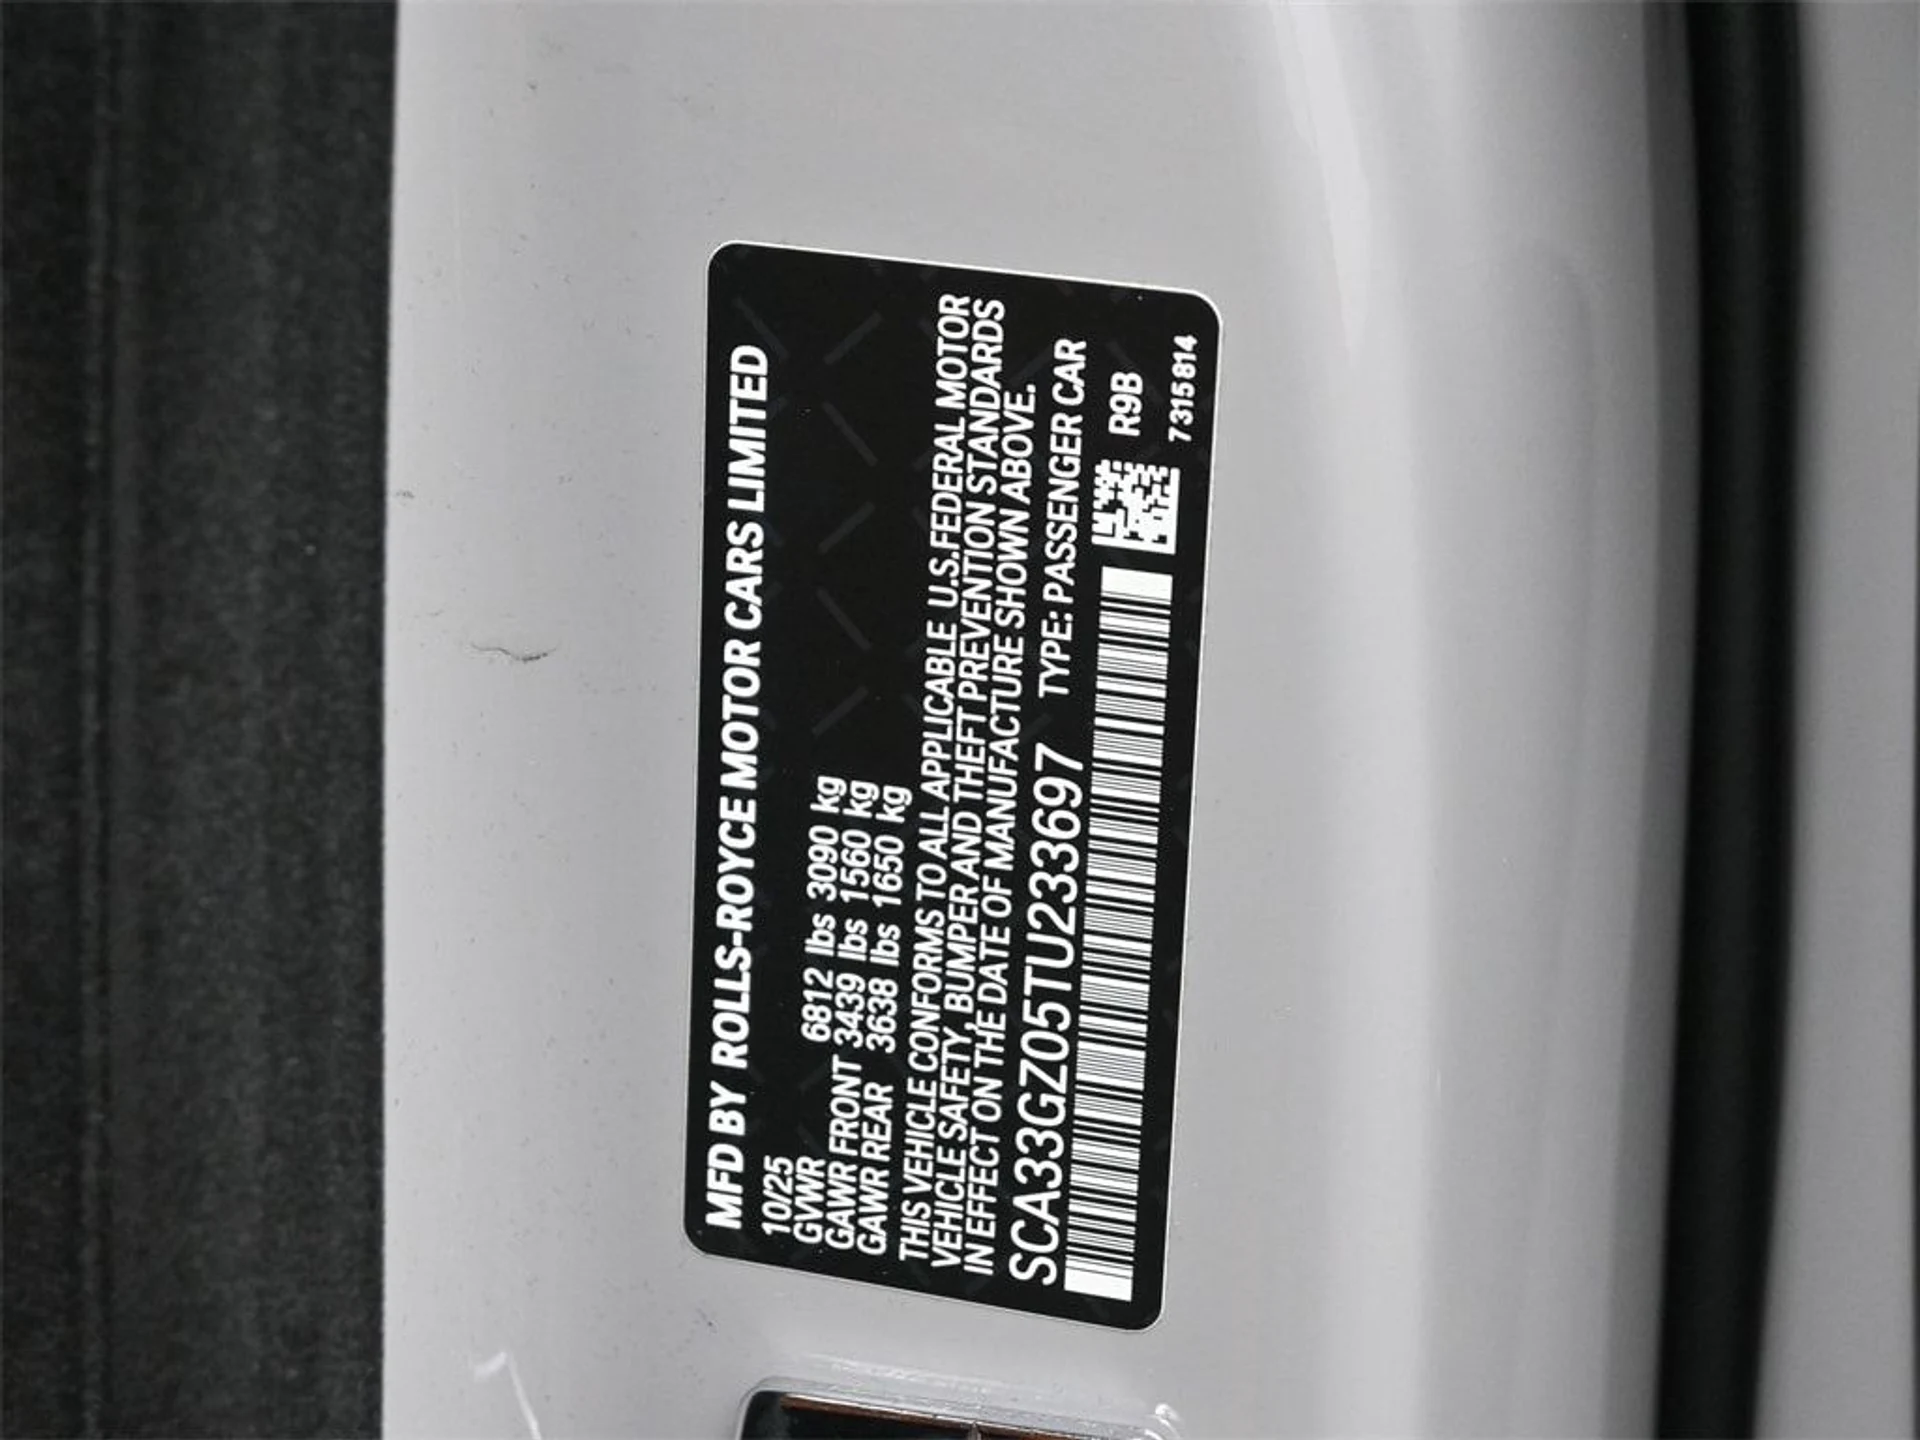 MFD BY ROLLS-ROYCE MOTOR CARS LIMITED
10/25
GVWR 6812 lbs 3090 kg
GAWR FRONT 3439 lbs 1560 kg
GAWR REAR 3638 lbs 1650 kg
THIS VEHICLE CONFORMS TO ALL APPLICABLE U.S.FEDERAL MOTOR
VEHICLE SAFETY, BUMPER AND THEFT PREVENTION STANDARDS
IN EFFECT ON THE DATE OF MANUFACTURE SHOWN ABOVE.
SCA33GZ05TU233697 TYPE: PASSENGER CAR
R9B
7315814